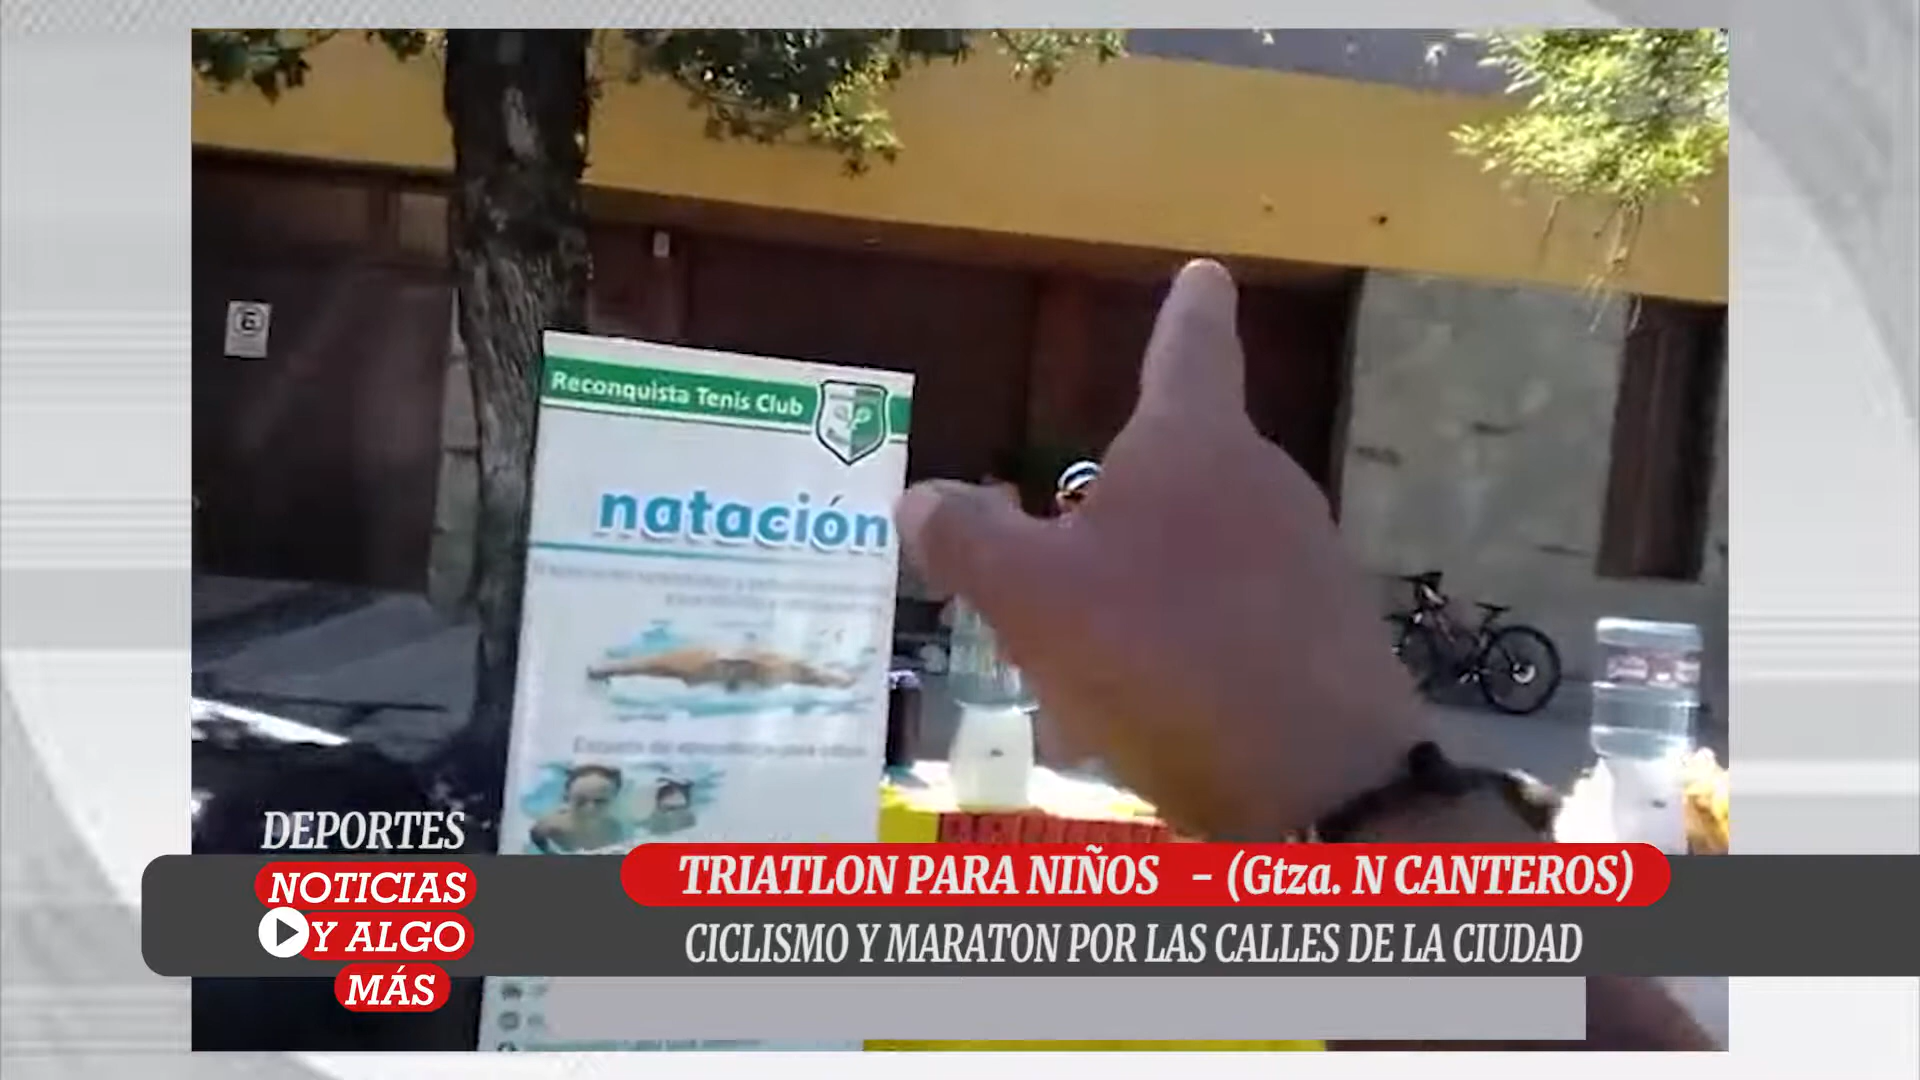 Reconquista Tenis Club
natación
DEPORTES
NOTICIAS
Y ALGO
MÁS
TRIATLON PARA NIÑOS - (Gtza. N CANTEROS)
CICLISMO Y MARATON POR LAS CALLES DE LA CIUDAD